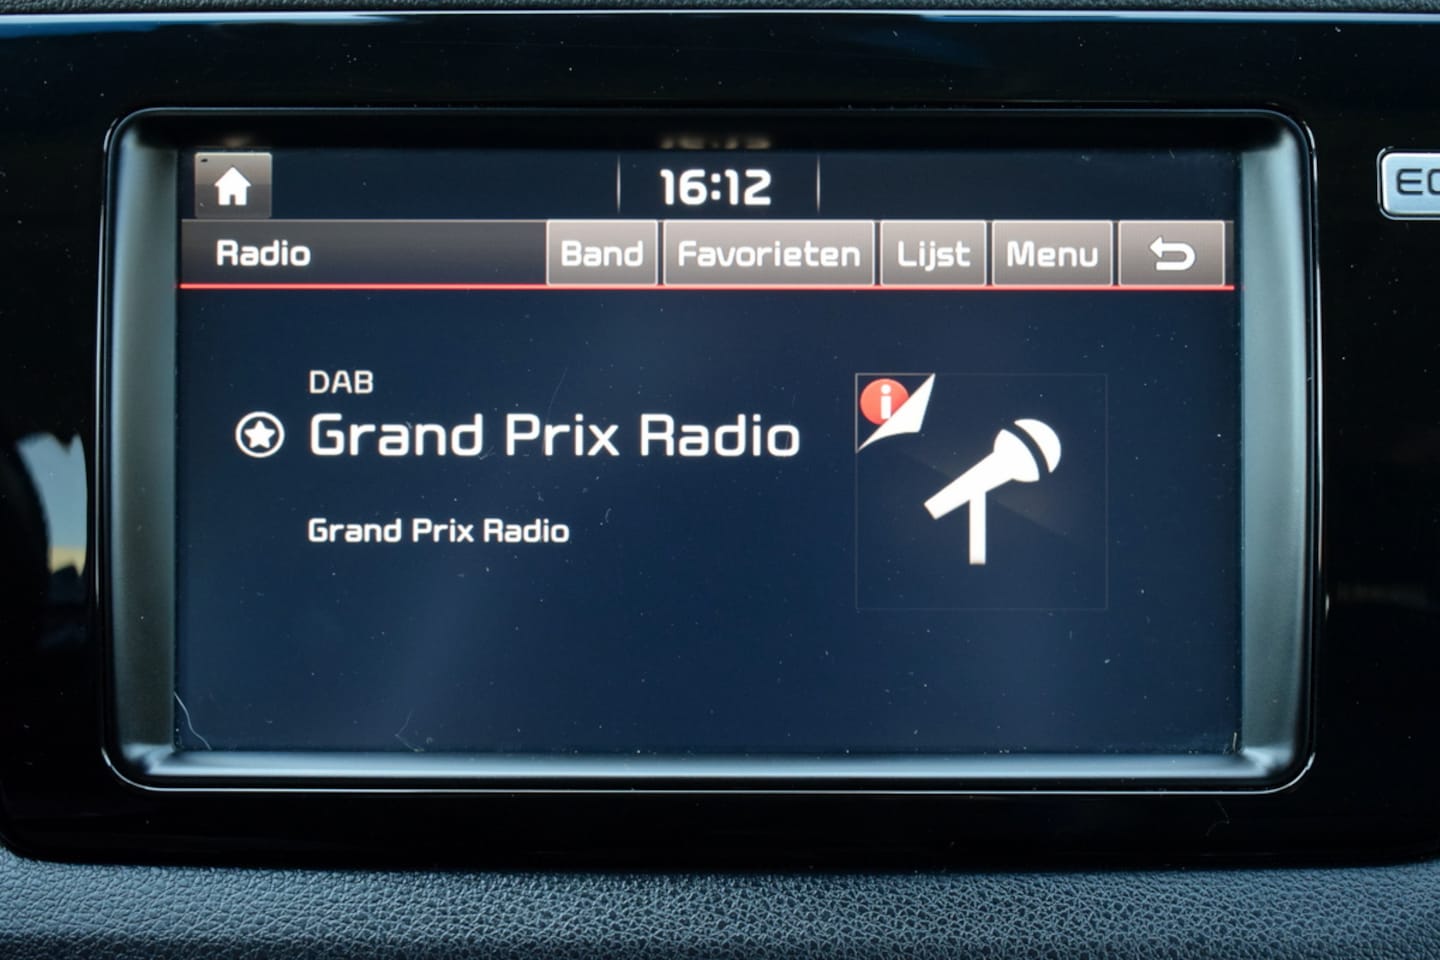 16:12
Radio Band Favorieten Lijst Menu
DAB
Grand Prix Radio
Grand Prix Radio
i